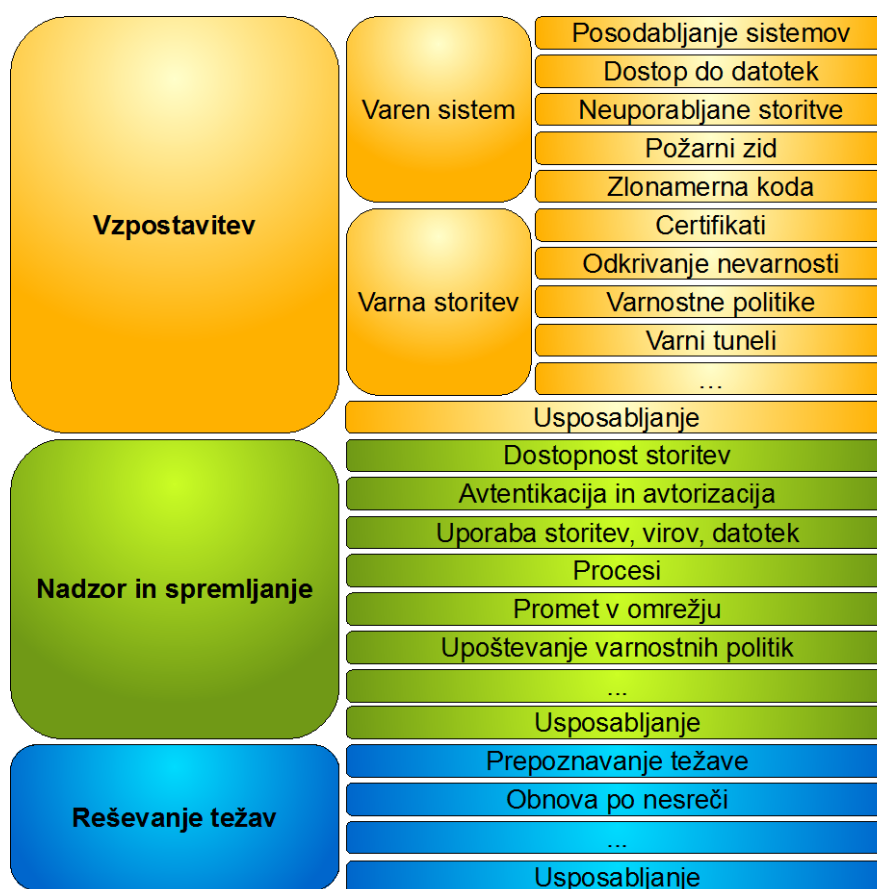 Vzpostavitev
Varen sistem
Posodabljanje sistemov
Dostop do datotek
Neuporabljane storitve
Požarni zid
Zlonamerna koda
Varna storitev
Certifikati
Odkrivanje nevarnosti
Varnostne politike
Varni tuneli
...
Usposabljanje
Nadzor in spremljanje
Dostopnost storitev
Avtentikacija in avtorizacija
Uporaba storitev, virov, datotek
Procesi
Promet v omrežju
Upoštevanje varnostnih politik
...
Usposabljanje
Reševanje težav
Prepoznavanje težave
Obnova po nesreči
...
Usposabljanje